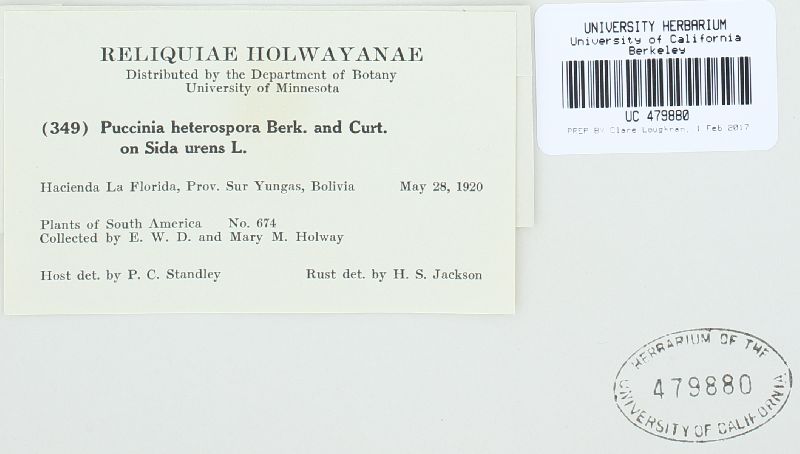 RELIQUIAE HOLWAYANAE
Distributed by the Department of Botany
University of Minnesota
(349) Puccinia heterospora Berk. and Curt.
on Sida urens L.
Hacienda La Florida, Prov. Sur Yungas, Bolivia May 28, 1920
Plants of South America No. 674
Collected by E. W. D. and Mary M. Holway
Host det. by P. C. Standley Rust det. by H. S. Jackson
UNIVERSITY HERBARIUM
University of California
Berkeley
UC 479880
PREP BY Clare Loughran, 1 Feb 2017
HERBARIUM OF THE
479880
UNIVERSITY OF CALIFORNIA